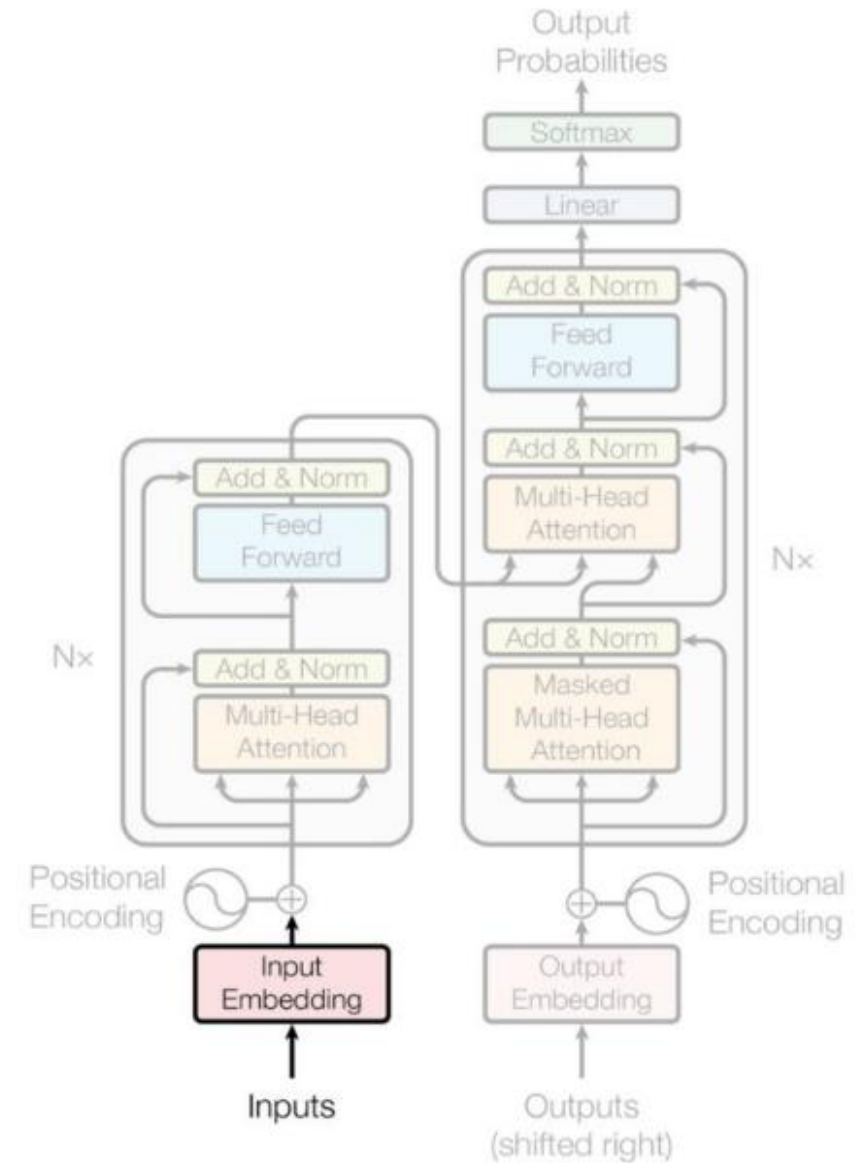 Output
Probabilities
Softmax
Linear
Add & Norm
Feed
Forward
Add & Norm
Multi-Head
Attention
Nx
Add & Norm
Masked
Multi-Head
Attention
Add & Norm
Feed
Forward
Nx
Add & Norm
Multi-Head
Attention
Positional
Encoding
Positional
Encoding
Input
Embedding
Output
Embedding
Inputs
Outputs
(shifted right)